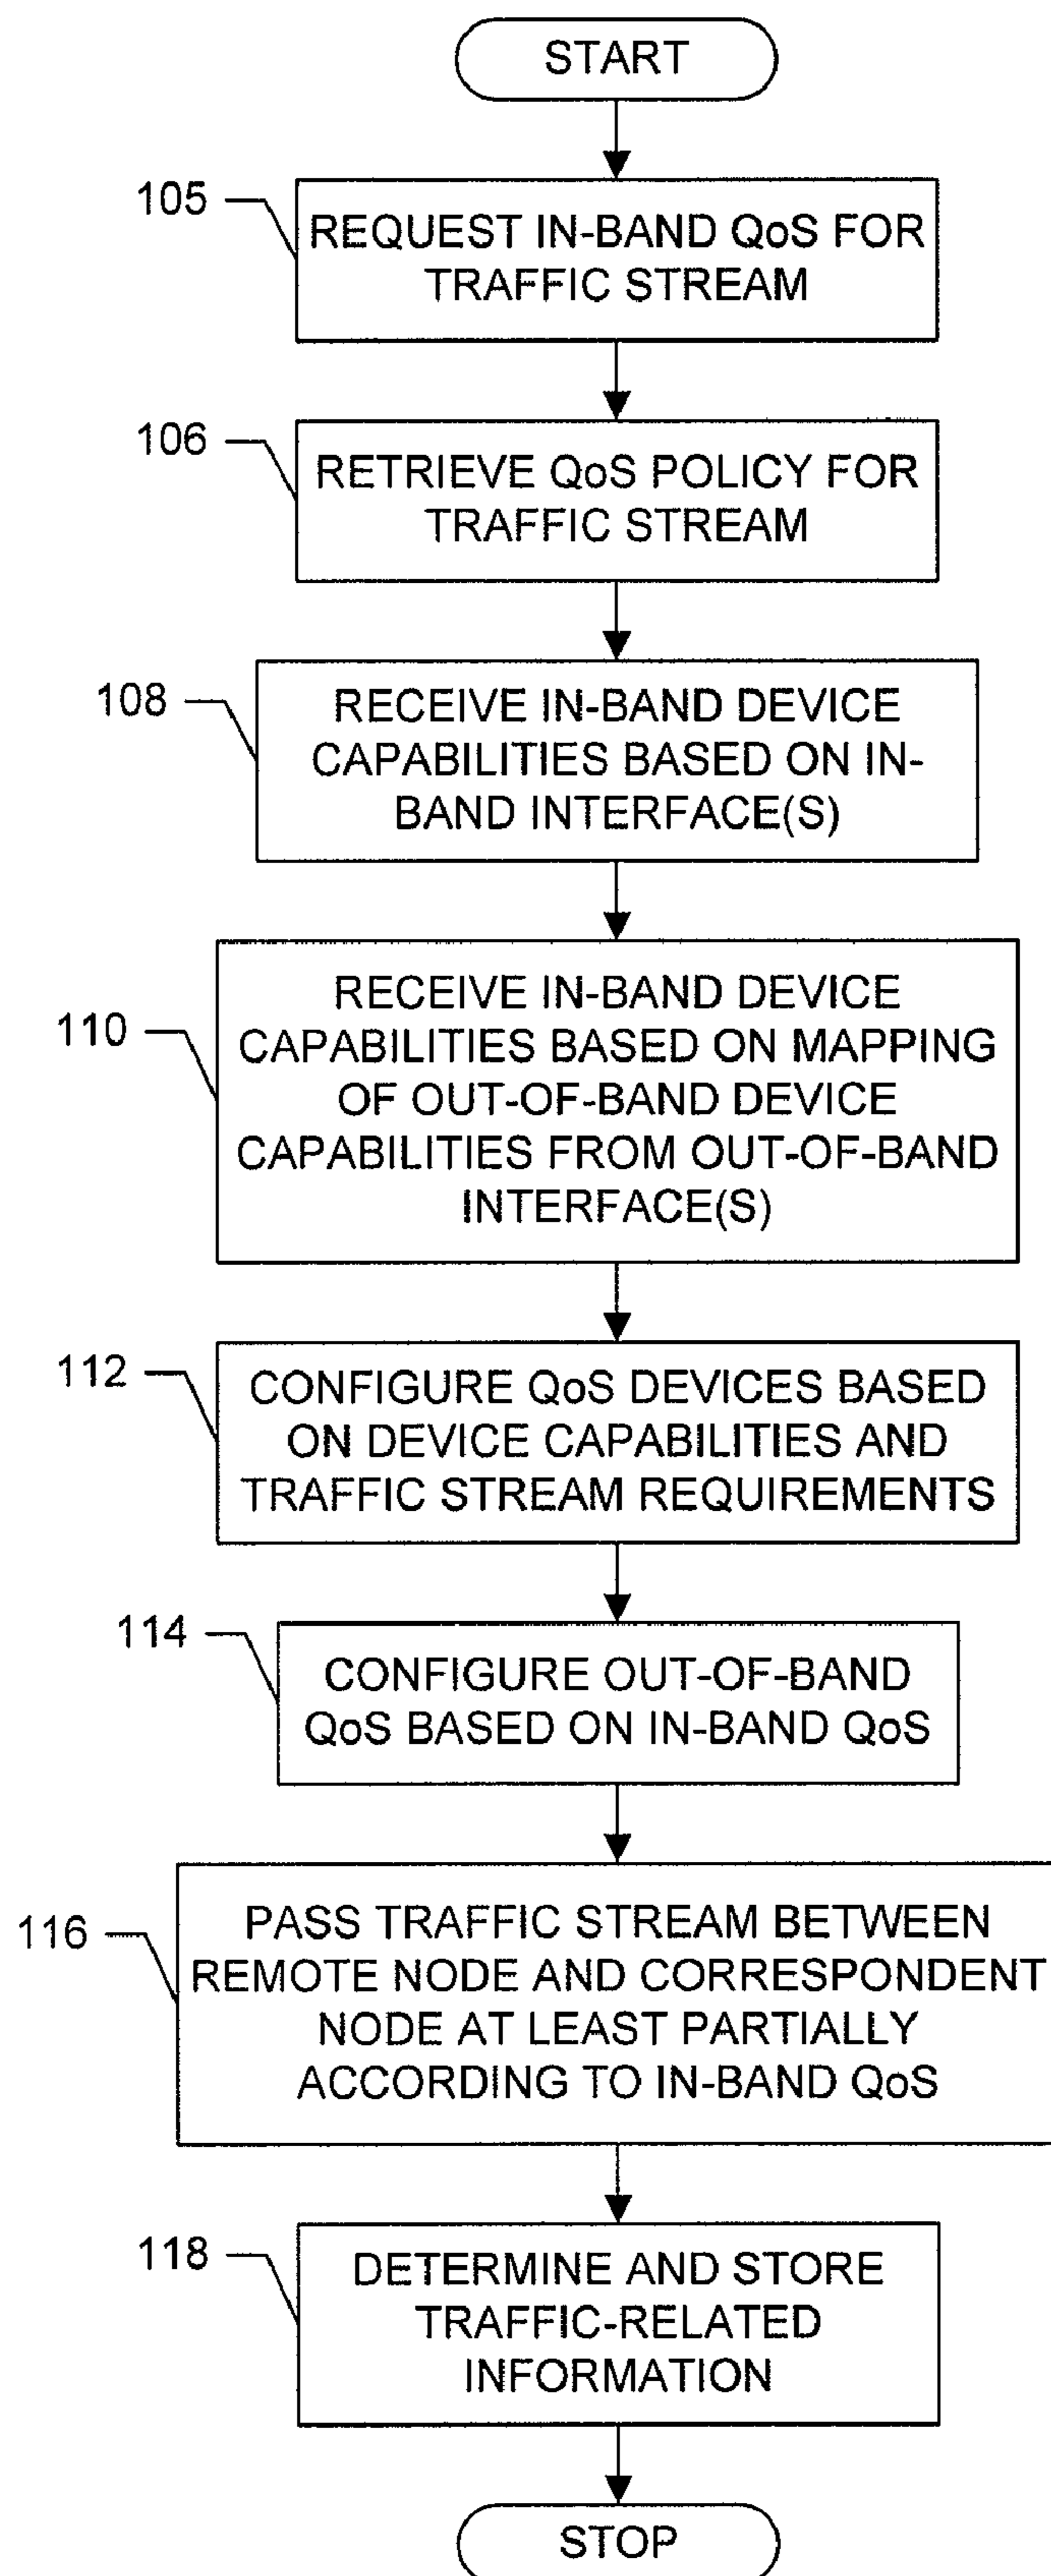 START
105
REQUEST IN-BAND QoS FOR
TRAFFIC STREAM
106
RETRIEVE QoS POLICY FOR
TRAFFIC STREAM
108
RECEIVE IN-BAND DEVICE
CAPABILITIES BASED ON IN-
BAND INTERFACE(S)
110
RECEIVE IN-BAND DEVICE
CAPABILITIES BASED ON MAPPING
OF OUT-OF-BAND DEVICE
CAPABILITIES FROM OUT-OF-BAND
INTERFACE(S)
112
CONFIGURE QoS DEVICES BASED
ON DEVICE CAPABILITIES AND
TRAFFIC STREAM REQUIREMENTS
114
CONFIGURE OUT-OF-BAND
QoS BASED ON IN-BAND QoS
116
PASS TRAFFIC STREAM BETWEEN
REMOTE NODE AND CORRESPONDENT
NODE AT LEAST PARTIALLY
ACCORDING TO IN-BAND QoS
118
DETERMINE AND STORE
TRAFFIC-RELATED
INFORMATION
STOP